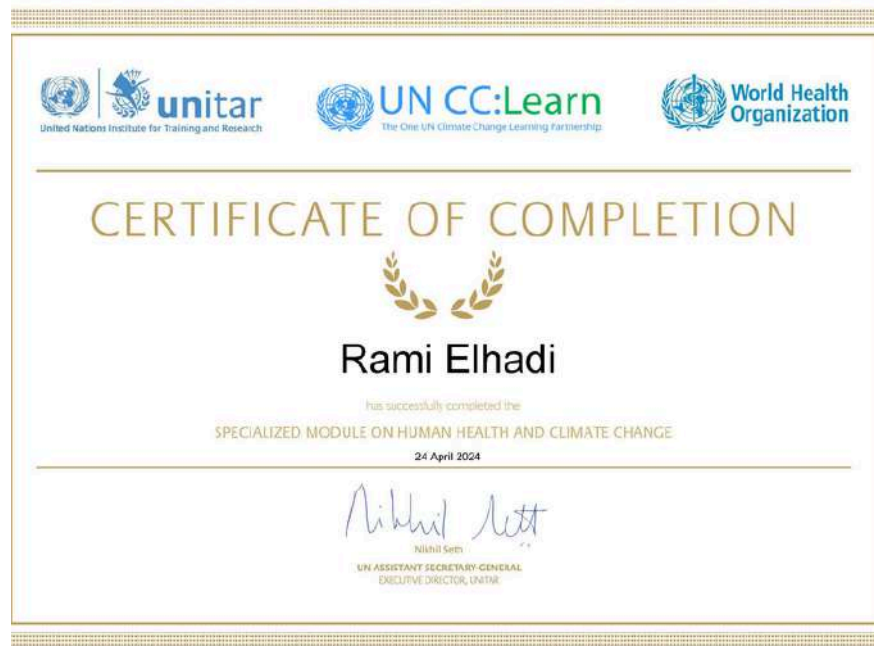 unitar
United Nations Institute for Training and Research
UN CC:Learn
The One UN Climate Change Learning Partnership
World Health
Organization
CERTIFICATE OF COMPLETION
Rami Elhadi
has successfully completed the
SPECIALIZED MODULE ON HUMAN HEALTH AND CLIMATE CHANGE
24 April 2024
Nikhil Seth
UN ASSISTANT SECRETARY-GENERAL
EXECUTIVE DIRECTOR, UNITAR